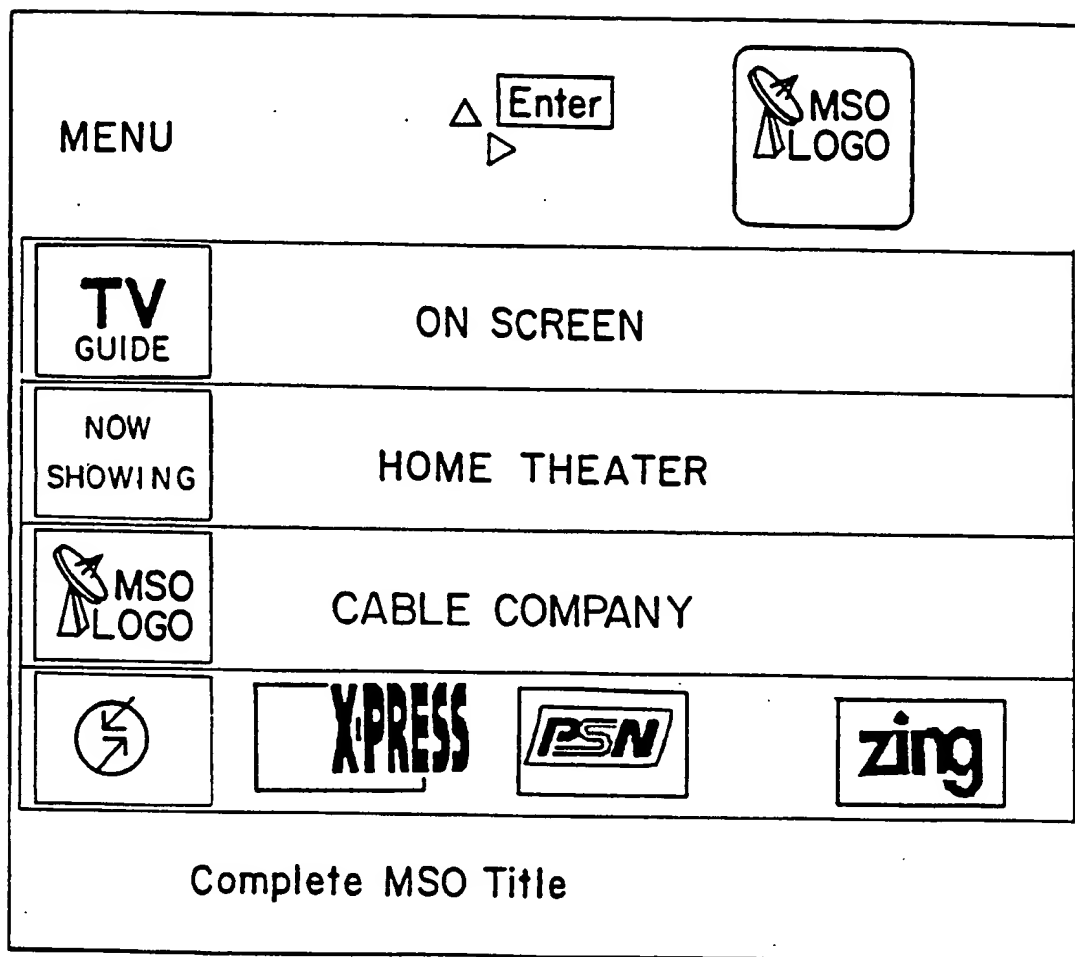 MENU
Enter
MSO
LOGO
TV
GUIDE
ON SCREEN
NOW
SHOWING
HOME THEATER
MSO
LOGO
CABLE COMPANY
X·PRESS
PSN
zing
Complete MSO Title